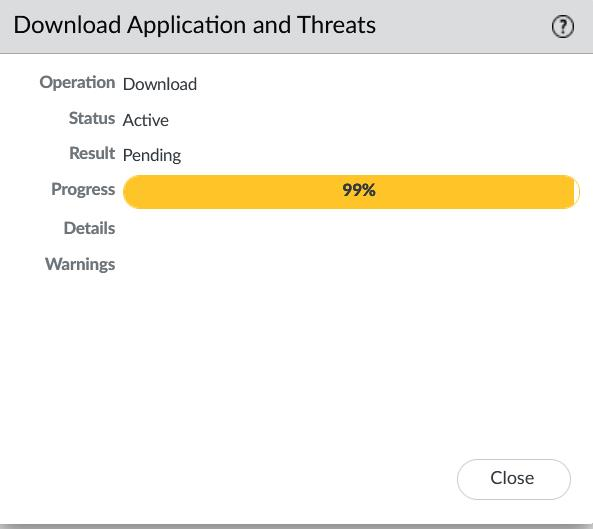 Download Application and Threats
?
Operation Download
Status Active
Result Pending
Progress 99%
Details
Warnings
Close